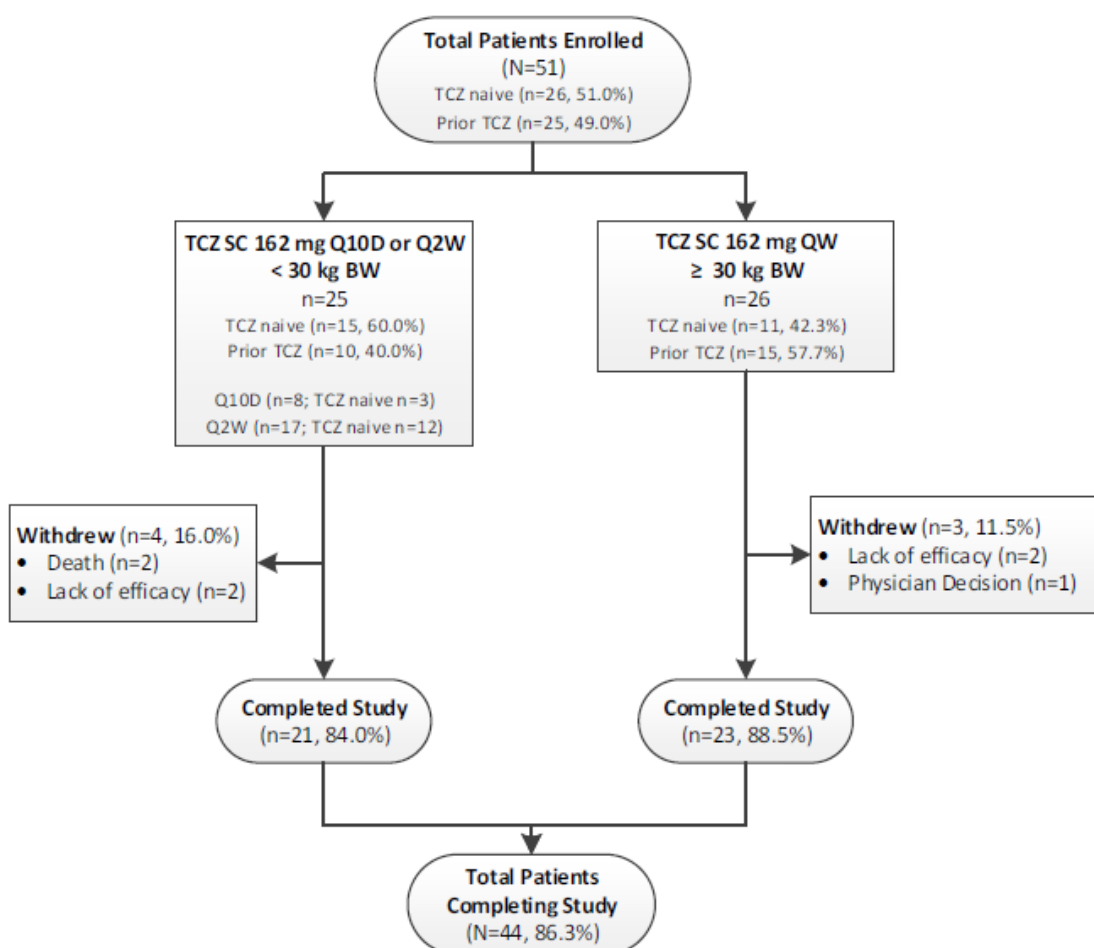 Total Patients Enrolled
(N=51)
TCZ naive (n=26, 51.0%)
Prior TCZ (n=25, 49.0%)
TCZ SC 162 mg Q10D or Q2W
< 30 kg BW
n=25
TCZ naive (n=15, 60.0%)
Prior TCZ (n=10, 40.0%)
Q10D (n=8; TCZ naive n=3)
Q2W (n=17; TCZ naive n=12)
TCZ SC 162 mg QW
≥ 30 kg BW
n=26
TCZ naive (n=11, 42.3%)
Prior TCZ (n=15, 57.7%)
Withdrew (n=4, 16.0%)
• Death (n=2)
• Lack of efficacy (n=2)
Withdrew (n=3, 11.5%)
• Lack of efficacy (n=2)
• Physician Decision (n=1)
Completed Study
(n=21, 84.0%)
Completed Study
(n=23, 88.5%)
Total Patients
Completing Study
(N=44, 86.3%)